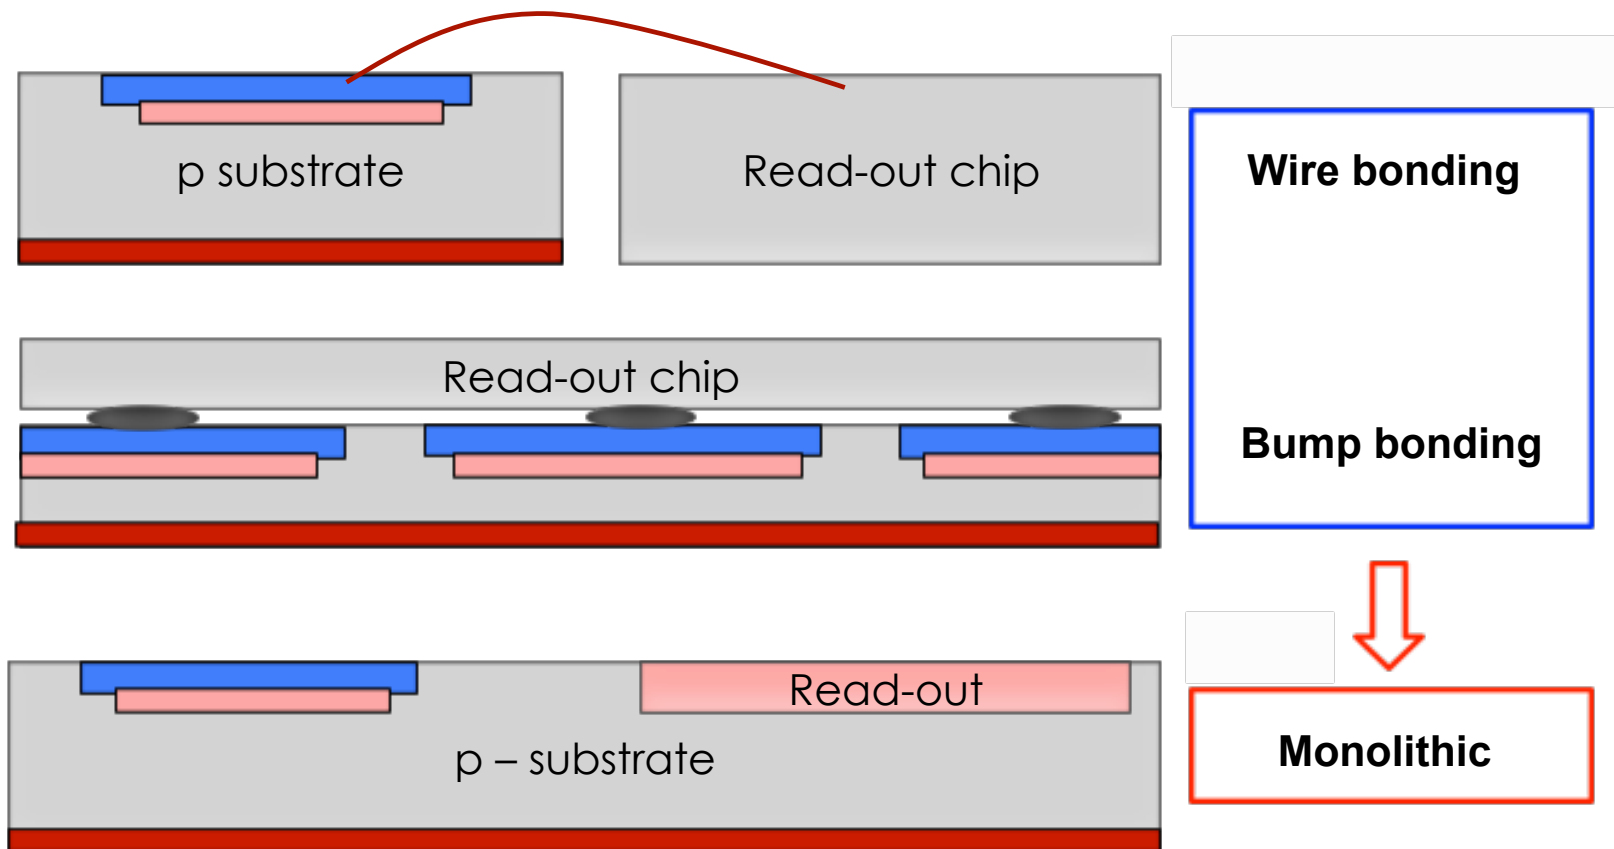 p substrate
Read-out chip
Wire bonding
Read-out chip
Bump bonding
Read-out
p – substrate
Monolithic